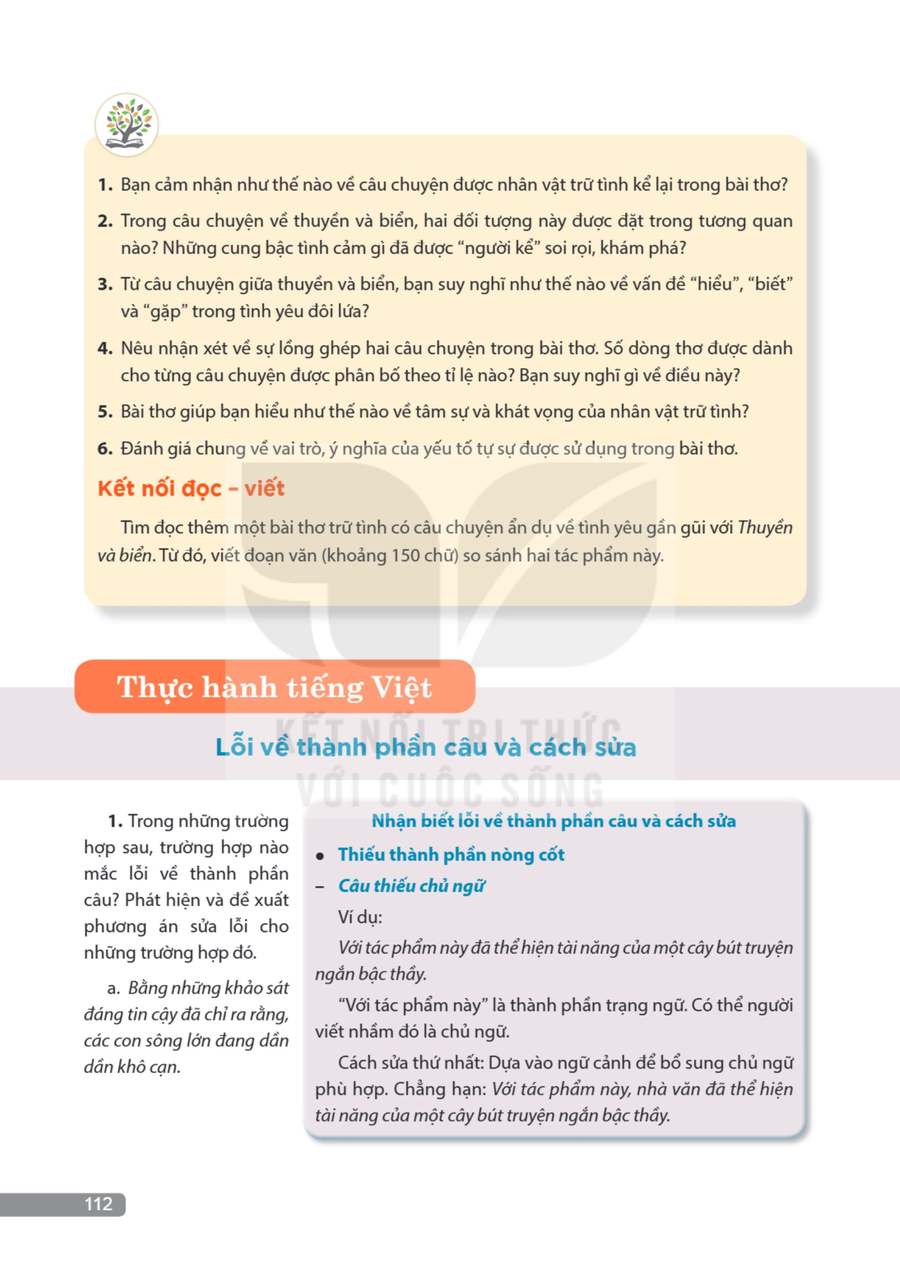 1. Bạn cảm nhận như thế nào về câu chuyện được nhân vật trữ tình kể lại trong bài thơ?
2. Trong câu chuyện về thuyền và biển, hai đối tượng này được đặt trong tương quan
nào? Những cung bậc tình cảm gì đã được “người kể” soi rọi, khám phá?
3. Từ câu chuyện giữa thuyền và biển, bạn suy nghĩ như thế nào về vấn đề “hiểu”, “biết”
và “gặp” trong tình yêu đôi lứa?
4. Nêu nhận xét về sự lồng ghép hai câu chuyện trong bài thơ. Số dòng thơ được dành
cho từng câu chuyện được phân bố theo tỉ lệ nào? Bạn suy nghĩ gì về điều này?
5. Bài thơ giúp bạn hiểu như thế nào về tâm sự và khát vọng của nhân vật trữ tình?
6. Đánh giá chung về vai trò, ý nghĩa của yếu tố tự sự được sử dụng trong bài thơ.
Kết nối đọc – viết
Tìm đọc thêm một bài thơ trữ tình có câu chuyện ẩn dụ về tình yêu gần gũi với Thuyền
và biển. Từ đó, viết đoạn văn (khoảng 150 chữ) so sánh hai tác phẩm này.
Thực hành tiếng Việt
KẾT NỐI TRI THỨC
Lỗi về thành phần câu và cách sửa
VỚI CUỘC SỐNG
1. Trong những trường
hợp sau, trường hợp nào
mắc lỗi về thành phần
câu? Phát hiện và đề xuất
phương án sửa lỗi cho
những trường hợp đó.
a. Bằng những khảo sát
đáng tin cậy đã chỉ ra rằng,
các con sông lớn đang dần
dần khô cạn.
Nhận biết lỗi về thành phần câu và cách sửa
● Thiếu thành phần nòng cốt
– Câu thiếu chủ ngữ
Ví dụ:
Với tác phẩm này đã thể hiện tài năng của một cây bút truyện
ngắn bậc thầy.
“Với tác phẩm này” là thành phần trạng ngữ. Có thể người
viết nhầm đó là chủ ngữ.
Cách sửa thứ nhất: Dựa vào ngữ cảnh để bổ sung chủ ngữ
phù hợp. Chẳng hạn: Với tác phẩm này, nhà văn đã thể hiện
tài năng của một cây bút truyện ngắn bậc thầy.
112